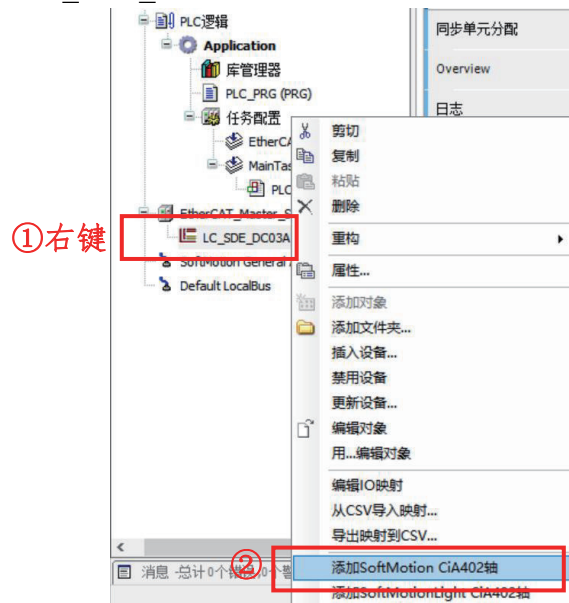 PLC逻辑
Application
库管理器
PLC_PRG (PRG)
任务配置
EtherCA
MainTas
PLC
EtherCAT_Master_S
LC_SDE_DC03A
SoftMotion General
Default LocalBus
①右键
同步单元分配
Overview
日志
剪切
复制
粘贴
删除
重构
属性...
添加对象
添加文件夹...
插入设备...
禁用设备
更新设备...
编辑对象
用...编辑对象
编辑IO映射
从CSV导入映射...
导出映射到CSV...
②
添加SoftMotion CiA402轴
添加SoftMotionLight CiA402轴
消息 -总计0个错误,0个警